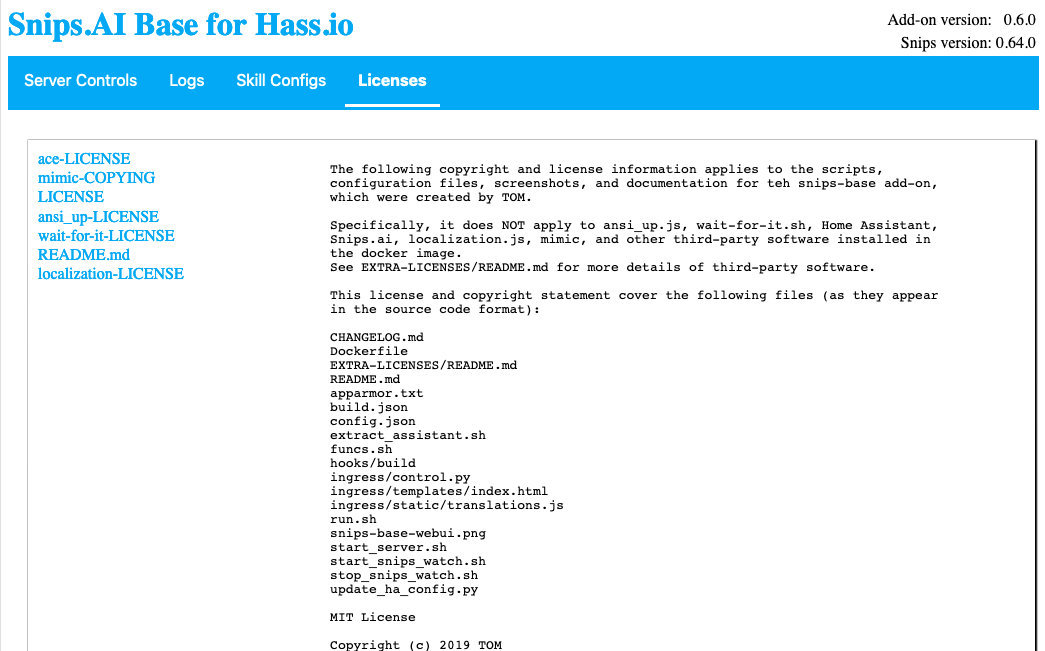 Snips.AI Base for Hass.io
Add-on version: 0.6.0
Snips version: 0.64.0
Server Controls Logs Skill Configs Licenses
ace-LICENSE
mimic-COPYING
LICENSE
ansi_up-LICENSE
wait-for-it-LICENSE
README.md
localization-LICENSE
The following copyright and license information applies to the scripts,
configuration files, screenshots, and documentation for teh snips-base add-on,
which were created by TOM.
Specifically, it does NOT apply to ansi_up.js, wait-for-it.sh, Home Assistant,
Snips.ai, localization.js, mimic, and other third-party software installed in
the docker image.
See EXTRA-LICENSES/README.md for more details of third-party software.
This license and copyright statement cover the following files (as they appear
in the source code format):
CHANGELOG.md
Dockerfile
EXTRA-LICENSES/README.md
README.md
apparmor.txt
build.json
config.json
extract_assistant.sh
funcs.sh
hooks/build
ingress/control.py
ingress/templates/index.html
ingress/static/translations.js
run.sh
snips-base-webui.png
start_server.sh
start_snips_watch.sh
stop_snips_watch.sh
update_ha_config.py
MIT License
Copyright (c) 2019 TOM